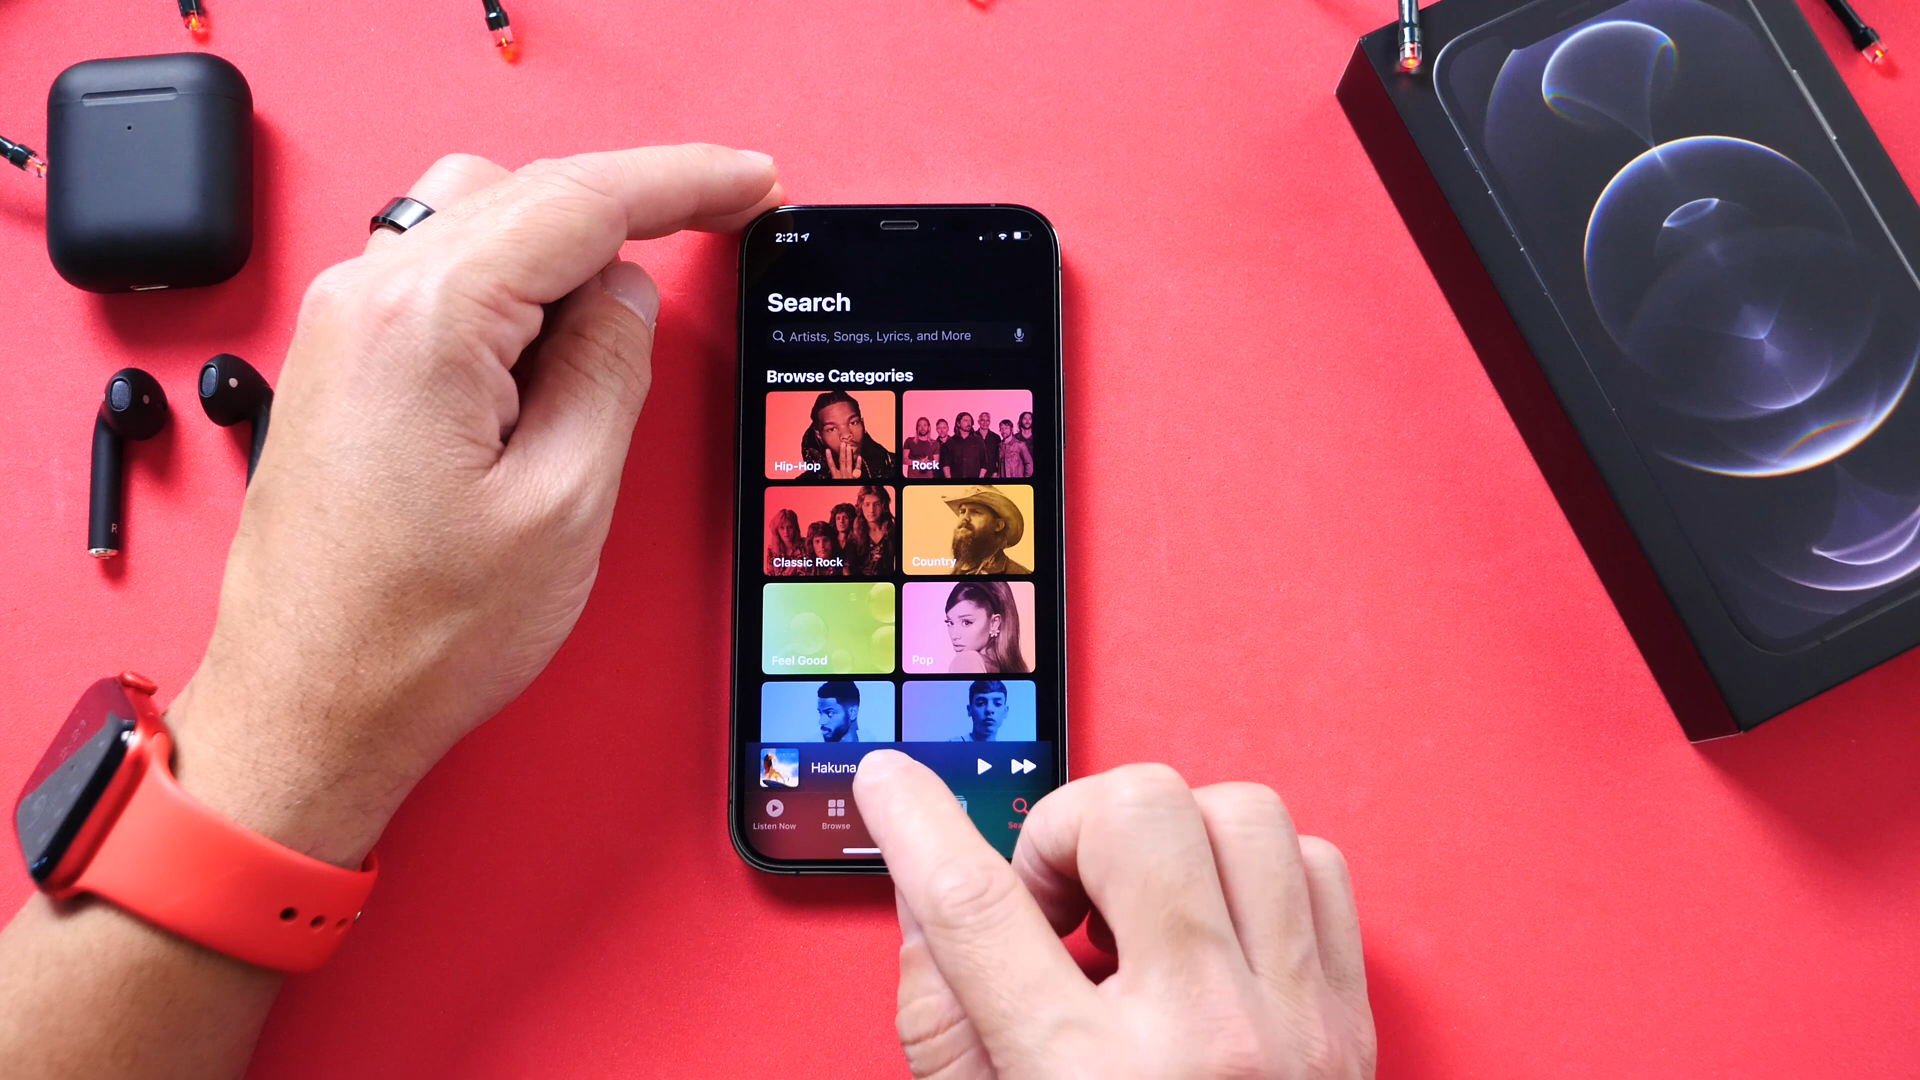 2:21
Search
Artists, Songs, Lyrics, and More
Browse Categories
Hip-Hop
Rock
Classic Rock
Country
Feel Good
Pop
Hakuna
Listen Now
Browse
R